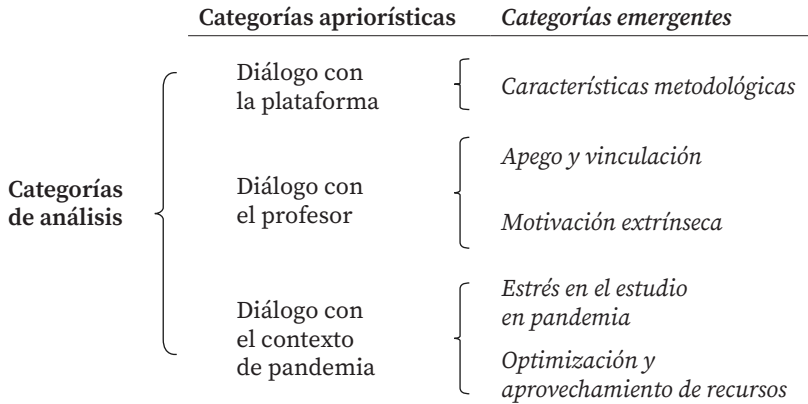 Categorías apriorísticas
Categorías emergentes
Categorías
de análisis
Diálogo con
la plataforma
Características metodológicas
Diálogo con
el profesor
Apego y vinculación
Motivación extrínseca
Diálogo con
el contexto
de pandemia
Estrés en el estudio
en pandemia
Optimización y
aprovechamiento de recursos